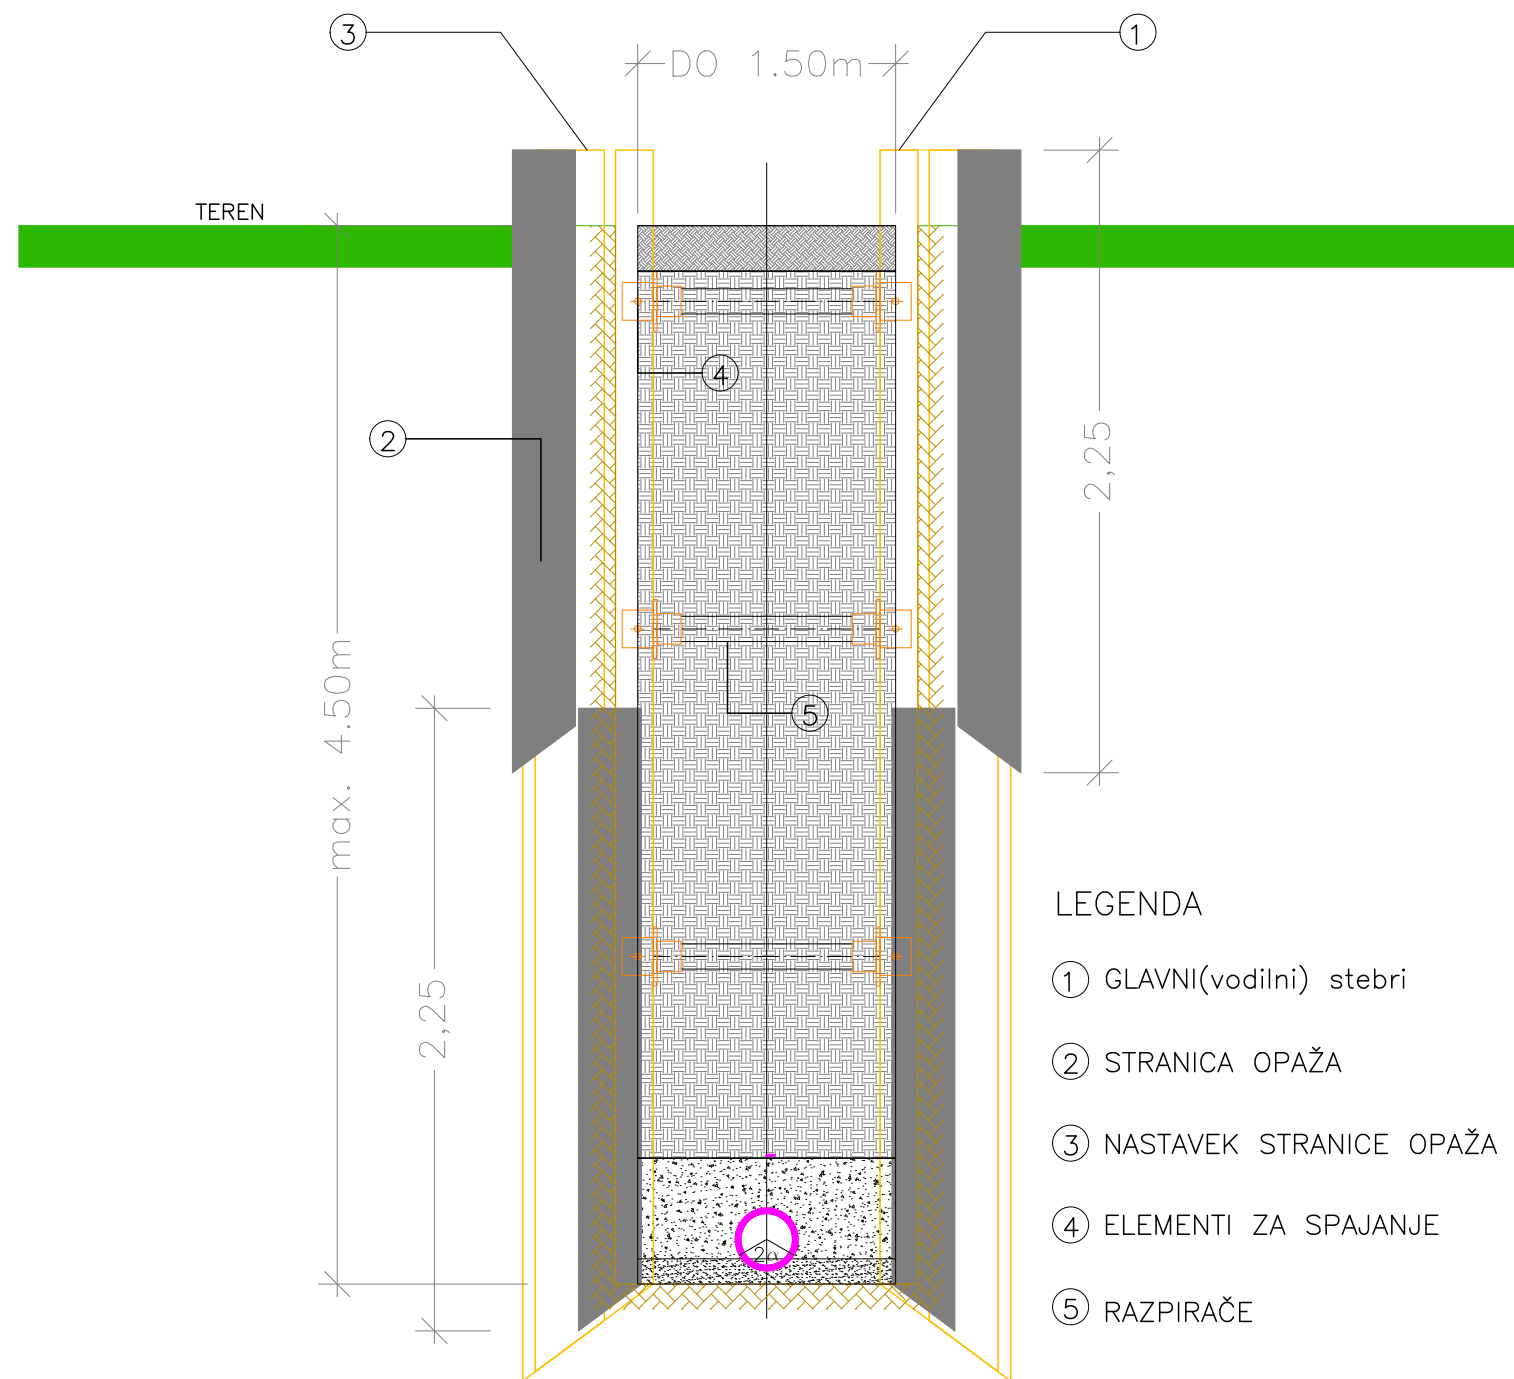 3
1
DO 1.50m
TEREN
4
2
2,25
max. 4.50m
5
2,25
2α
LEGENDA
1 GLAVNI(vodilni) stebri
2 STRANICA OPAŽA
3 NASTAVEK STRANICE OPAŽA
4 ELEMENTI ZA SPAJANJE
5 RAZPIRAČE